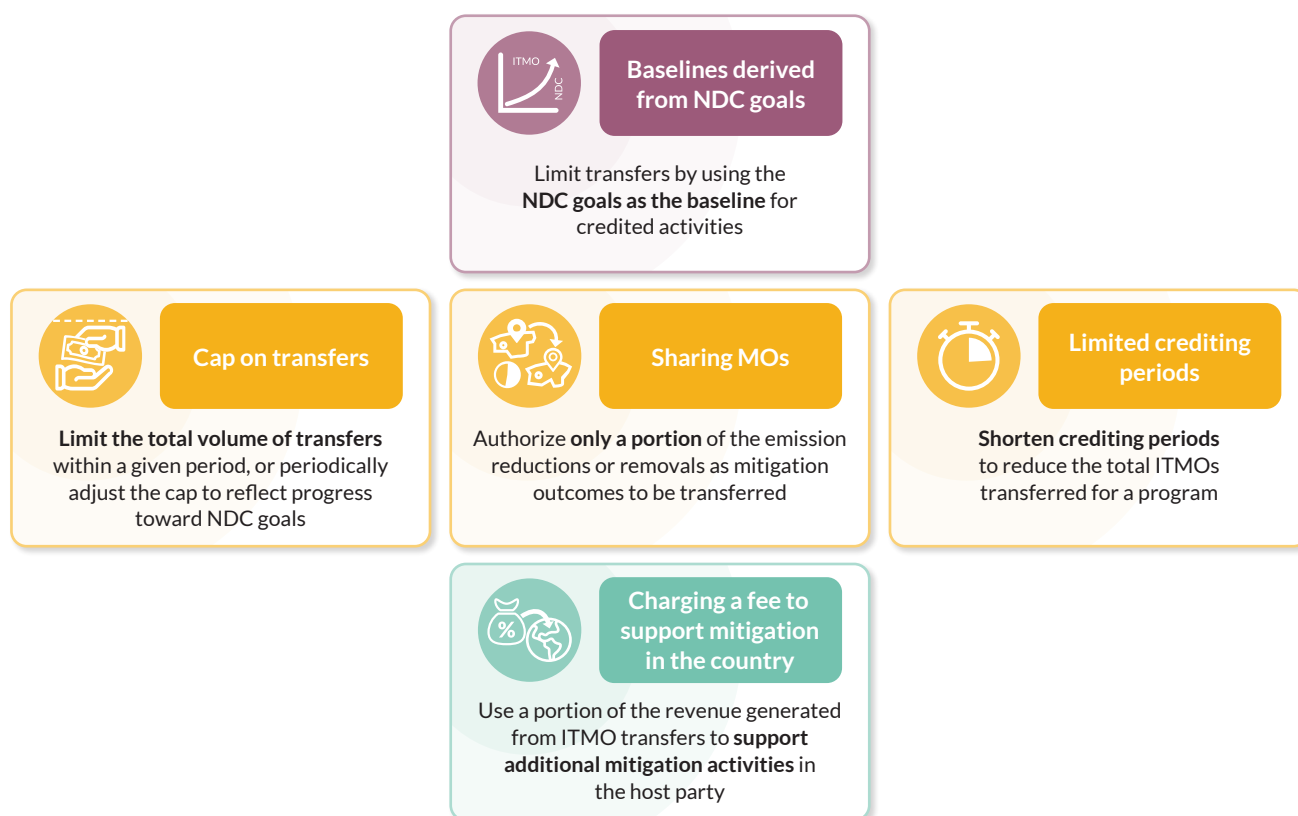 ITMO
NDC
Baselines derived
from NDC goals
Limit transfers by using the
NDC goals as the baseline for
credited activities
Cap on transfers
Limit the total volume of transfers
within a given period, or periodically
adjust the cap to reflect progress
toward NDC goals
Sharing MOs
Authorize only a portion of the emission
reductions or removals as mitigation
outcomes to be transferred
Limited crediting
periods
Shorten crediting periods
to reduce the total ITMOs
transferred for a program
%
Charging a fee to
support mitigation
in the country
Use a portion of the revenue generated
from ITMO transfers to support
additional mitigation activities in
the host party